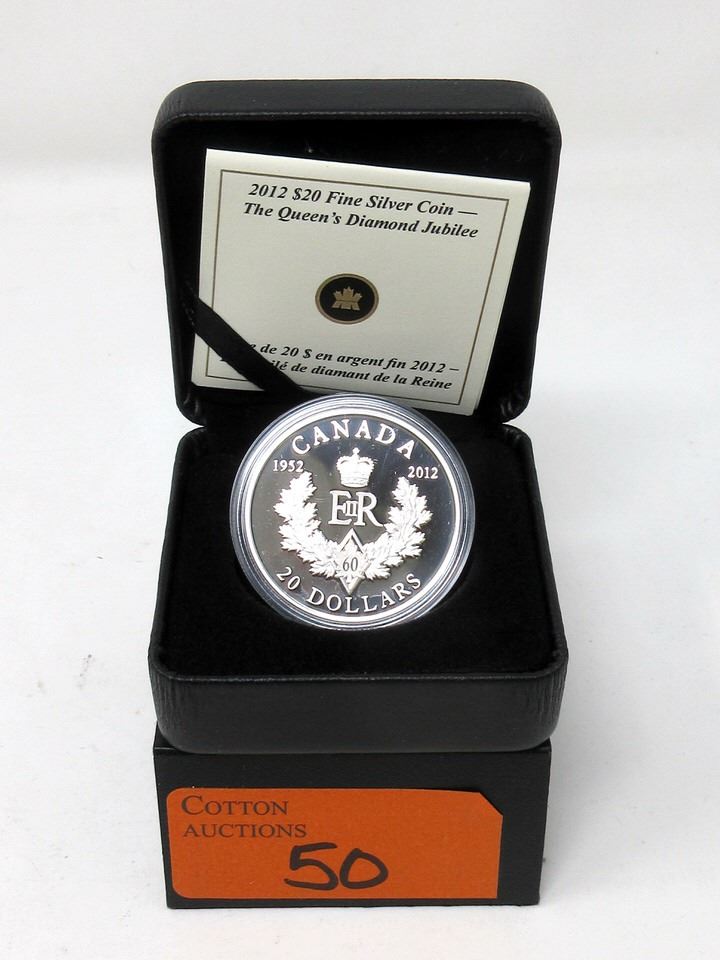 2012 $20 Fine Silver Coin —
The Queen's Diamond Jubilee
de 20 $ en argent fin 2012 –
de diamant de la Reine
CANADA
1952 2012
EIIR
60
20 DOLLARS
COTTON
AUCTIONS
50